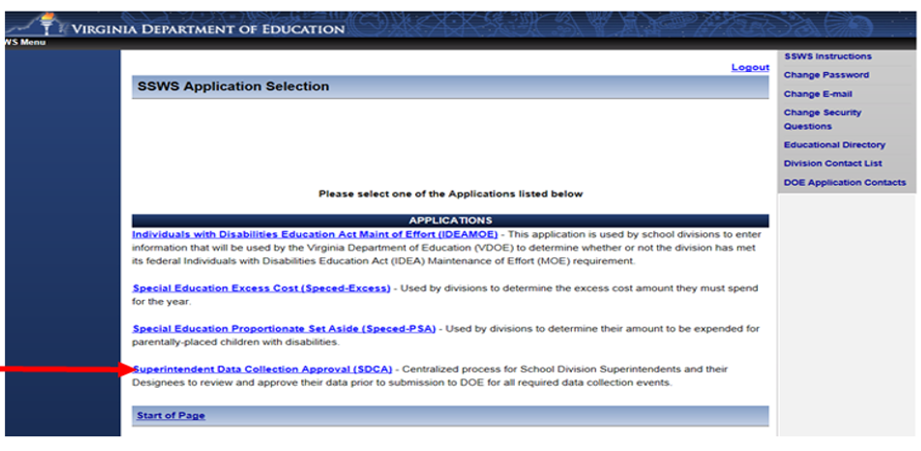 VIRGINIA DEPARTMENT OF EDUCATION
WS Menu
Logout
SSWS Application Selection
Please select one of the Applications listed below
APPLICATIONS
Individuals with Disabilities Education Act Maint of Effort (IDEAMOE) - This application is used by school divisions to enter
information that will be used by the Virginia Department of Education (VDOE) to determine whether or not the division has met
its federal Individuals with Disabilities Education Act (IDEA) Maintenance of Effort (MOE) requirement.
Special Education Excess Cost (Speced-Excess) - Used by divisions to determine the excess cost amount they must spend
for the year.
Special Education Proportionate Set Aside (Speced-PSA) - Used by divisions to determine their amount to be expended for
parentally-placed children with disabilities.
Superintendent Data Collection Approval (SDCA) - Centralized process for School Division Superintendents and their
Designees to review and approve their data prior to submission to DOE for all required data collection events.
Start of Page
SSWS Instructions
Change Password
Change E-mail
Change Security
Questions
Educational Directory
Division Contact List
DOE Application Contacts